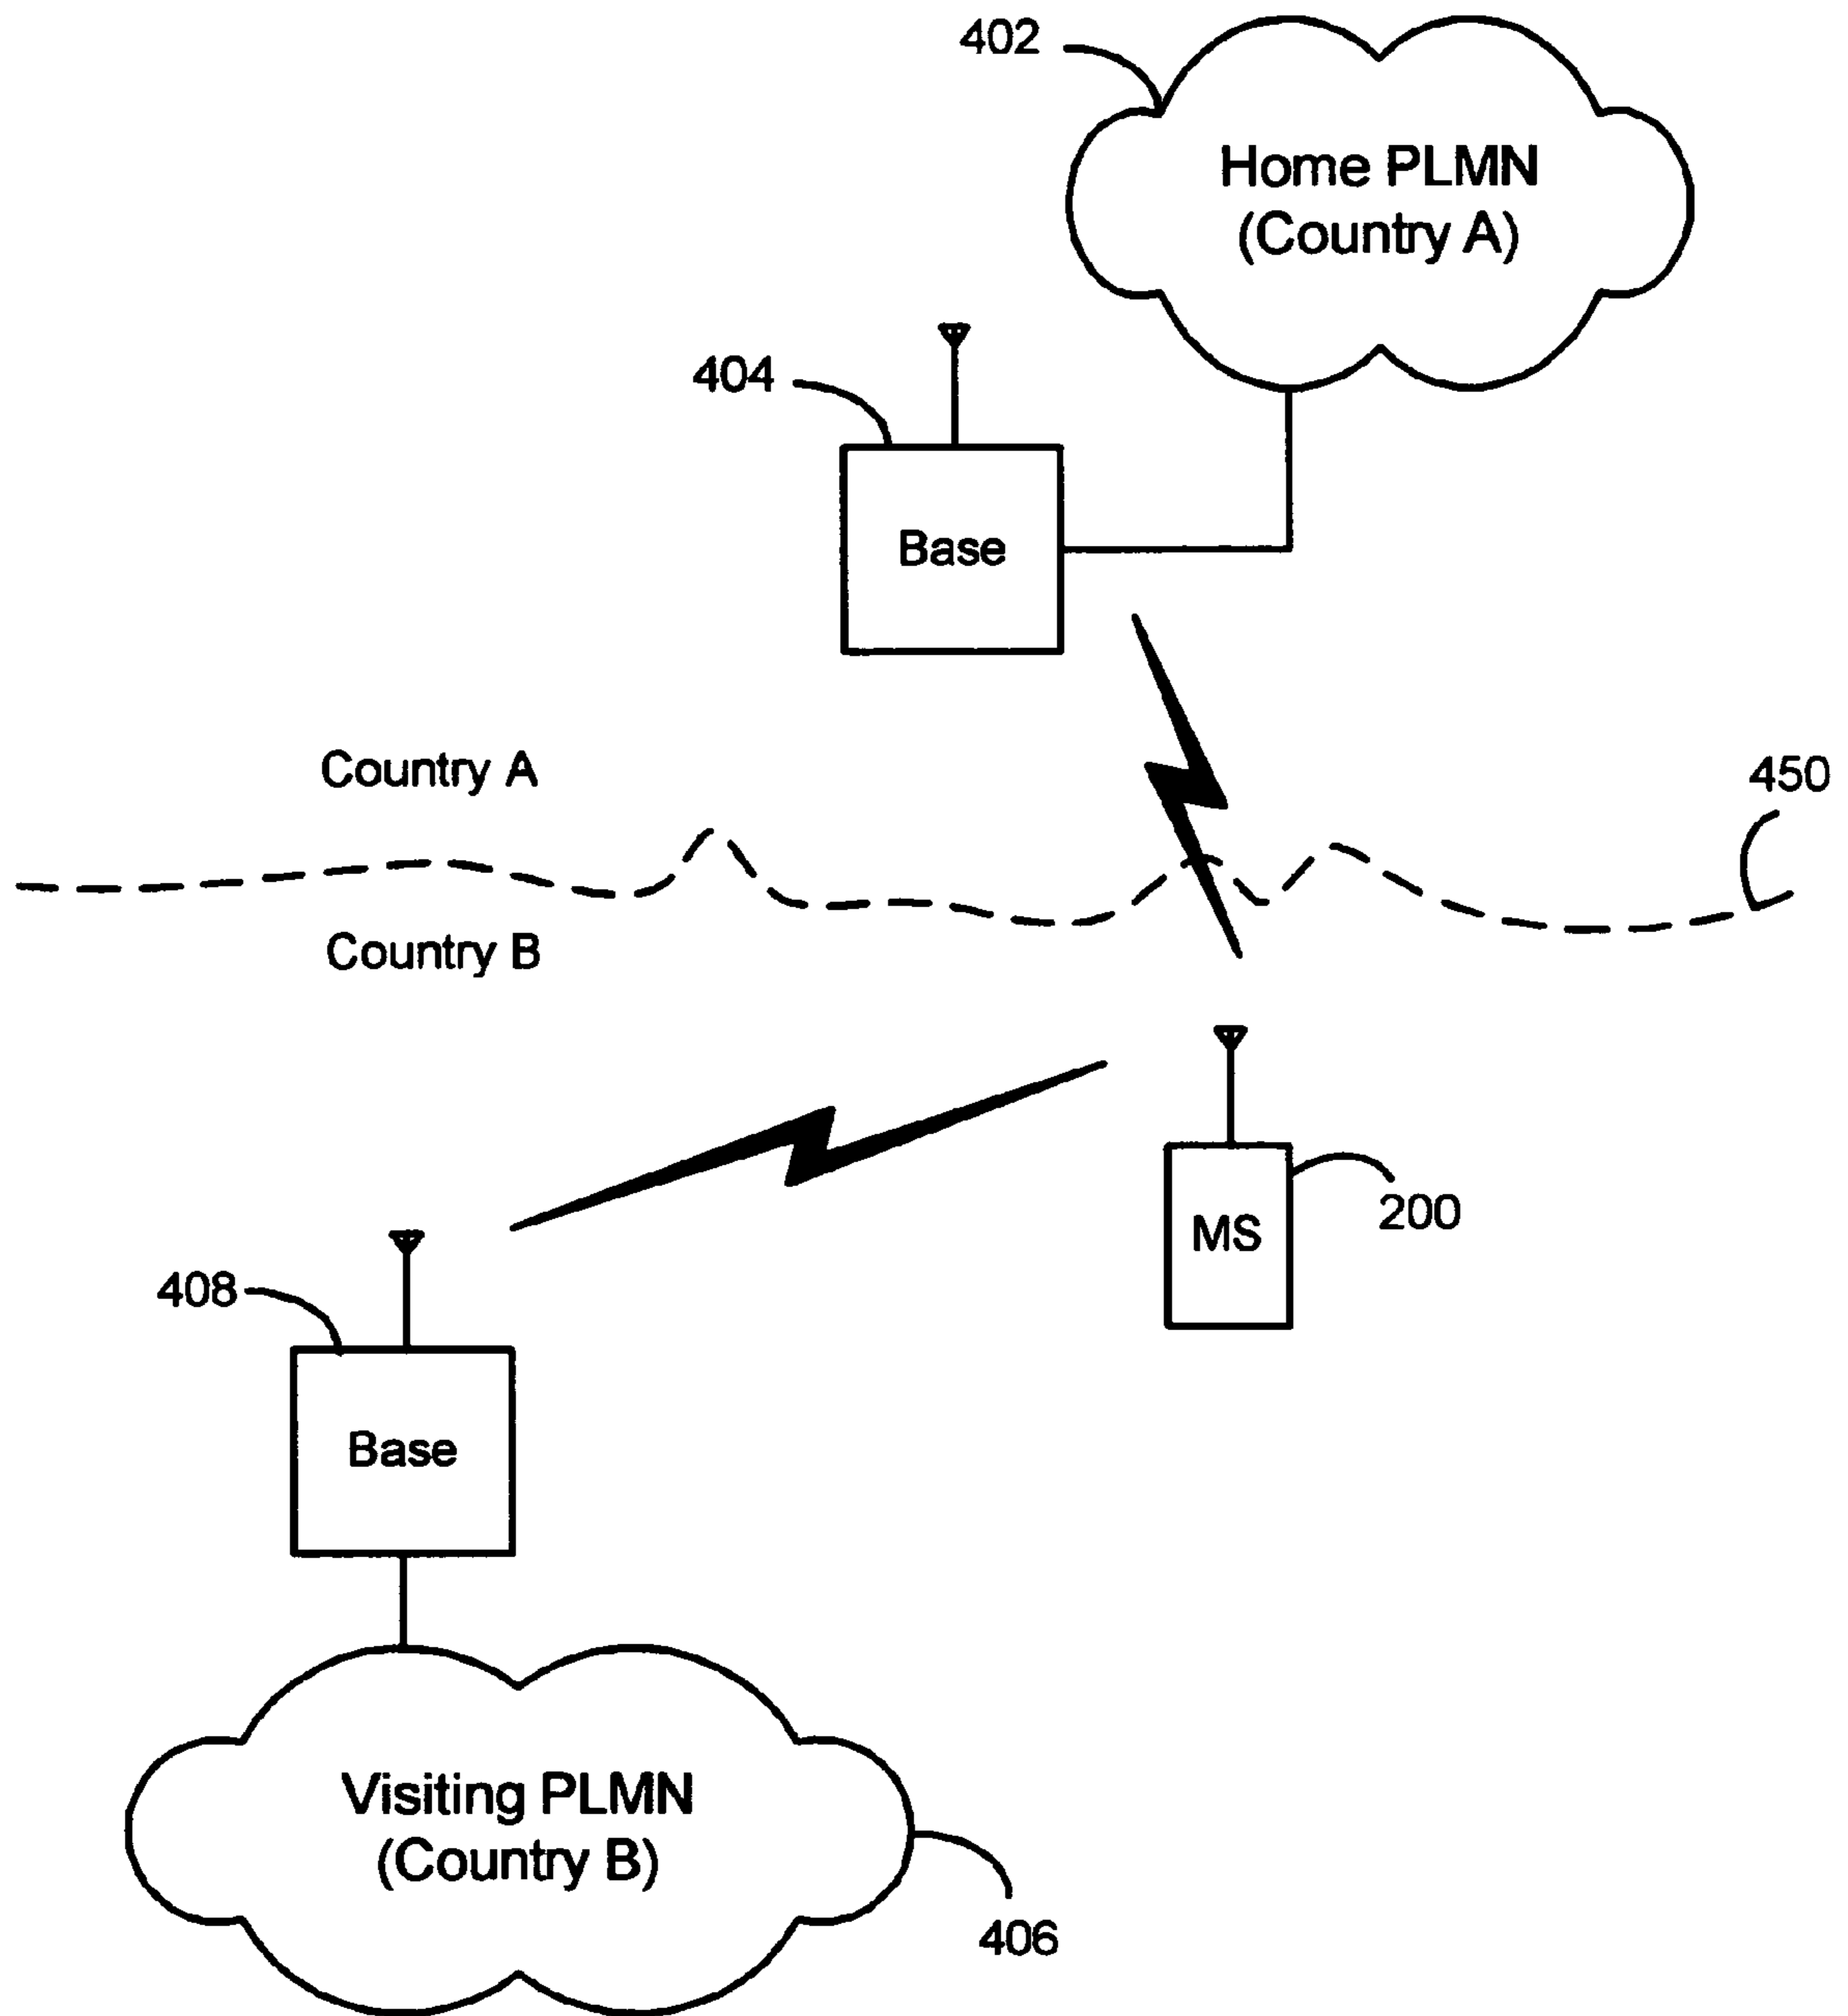 402
Home PLMN
(Country A)
404
Base
Country A
450
Country B
MS
200
408
Base
Visiting PLMN
(Country B)
406